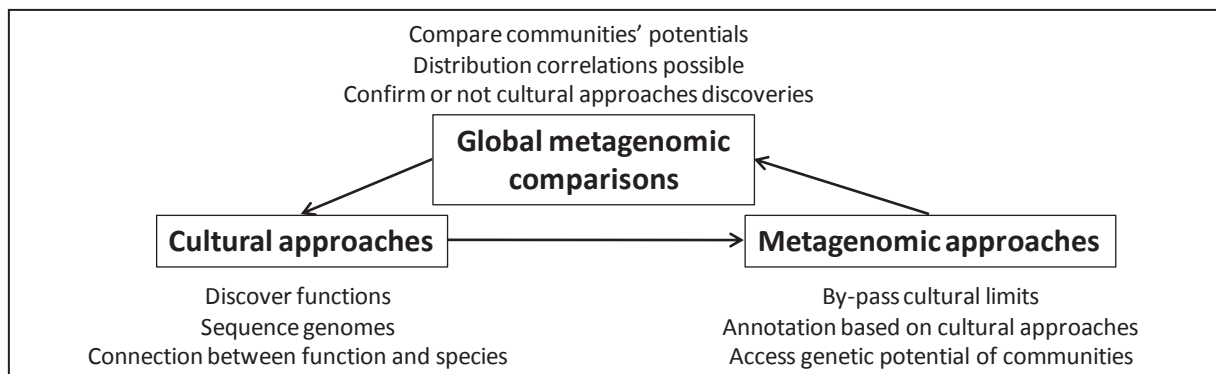 Compare communities’ potentials
Distribution correlations possible
Confirm or not cultural approaches discoveries
Global metagenomic
comparisons
Cultural approaches
Metagenomic approaches
Discover functions
Sequence genomes
Connection between function and species
By-pass cultural limits
Annotation based on cultural approaches
Access genetic potential of communities